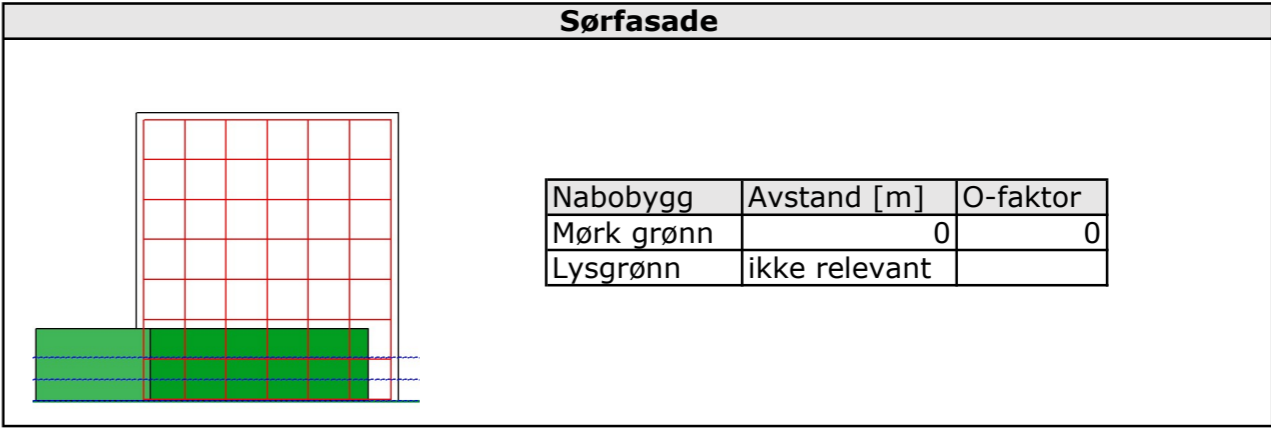 Sørfasade
Nabobygg Avstand [m] O-faktor
Mørk grønn 0 0
Lysgrønn ikke relevant